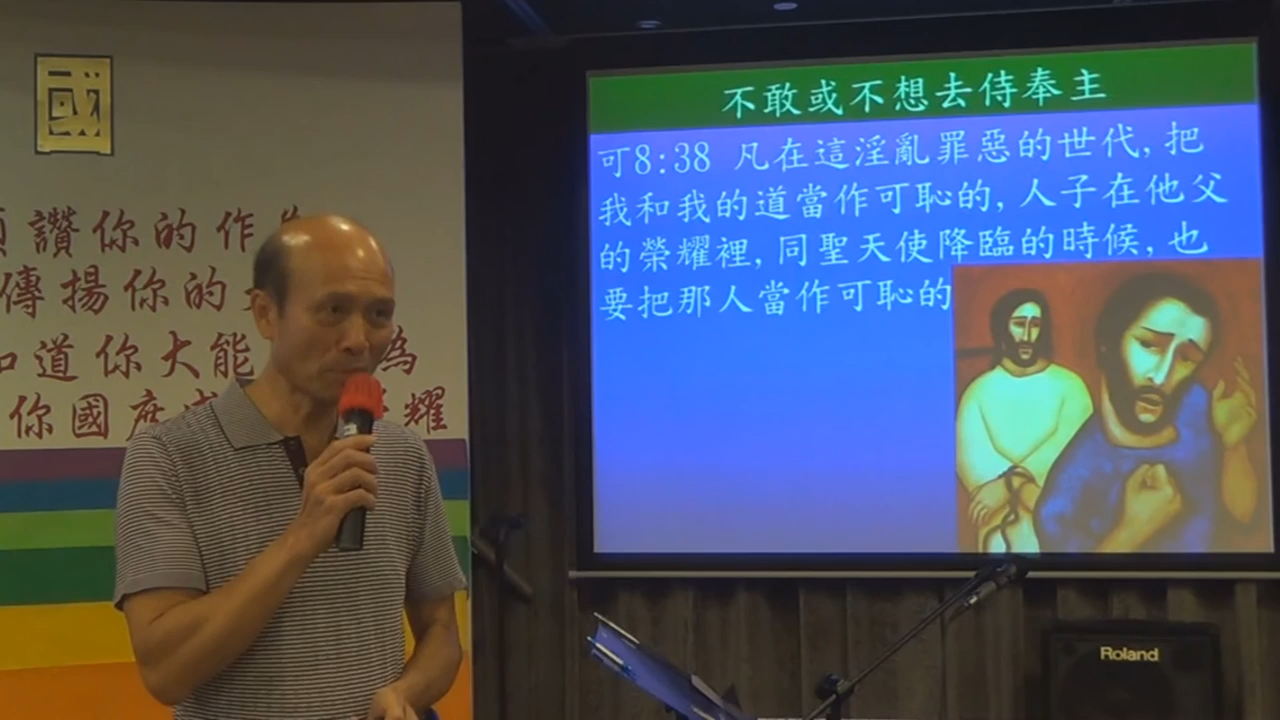 國
讚你的作
傳揚你的
道你大能 為
你國度 耀
不敢或不想去侍奉主
可8:38 凡在這淫亂罪惡的世代,把
我和我的道當作可恥的,人子在他父
的榮耀裡,同聖天使降臨的時候,也
要把那人當作可恥的
Roland